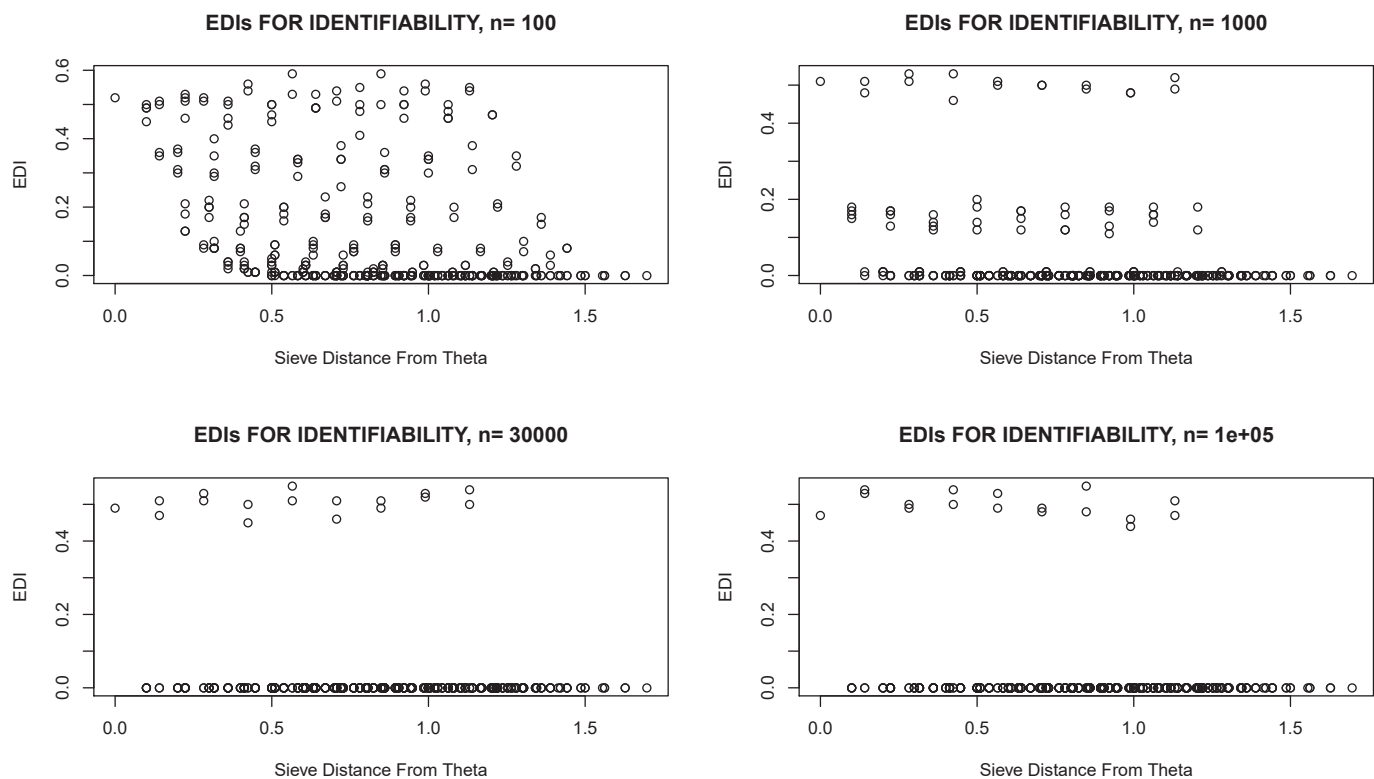 EDIs FOR IDENTIFIABILITY, n= 100
EDI
0.0
0.2
0.4
0.6
0.0
0.5
1.0
1.5
Sieve Distance From Theta
EDIs FOR IDENTIFIABILITY, n= 1000
EDI
0.0
0.2
0.4
0.0
0.5
1.0
1.5
Sieve Distance From Theta
EDIs FOR IDENTIFIABILITY, n= 30000
EDI
0.0
0.2
0.4
0.0
0.5
1.0
1.5
Sieve Distance From Theta
EDIs FOR IDENTIFIABILITY, n= 1e+05
EDI
0.0
0.2
0.4
0.0
0.5
1.0
1.5
Sieve Distance From Theta